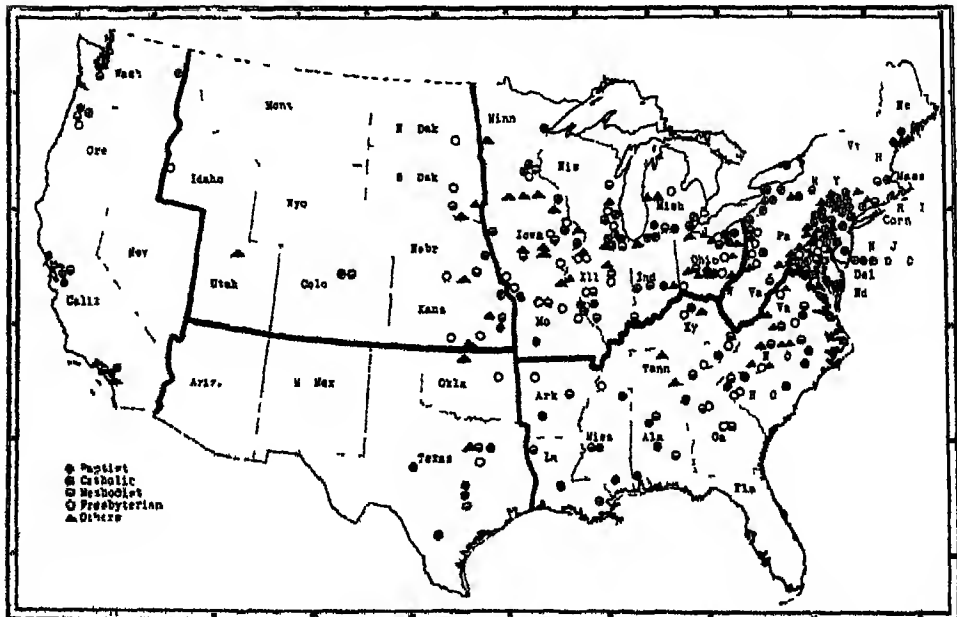 Wash
Mont
N Dak
Minn
Me
Vt
H
Ore
Idaho
S Dak
Wis
Mich
N Y
Mass
R I
Conn
Wyo
Iowa
Pa
Nev
Nebr
Ohio
N J
D C
Del
Md
Utah
Colo
Ill
Ind
W Va
Va
Calif
Kans
Mo
Ky
N C
Ariz.
N Mex
Okla
Ark
Tenn
Texas
La
Miss
Ala
Ga
Fla
Baptist
Catholic
Methodist
Presbyterian
Others